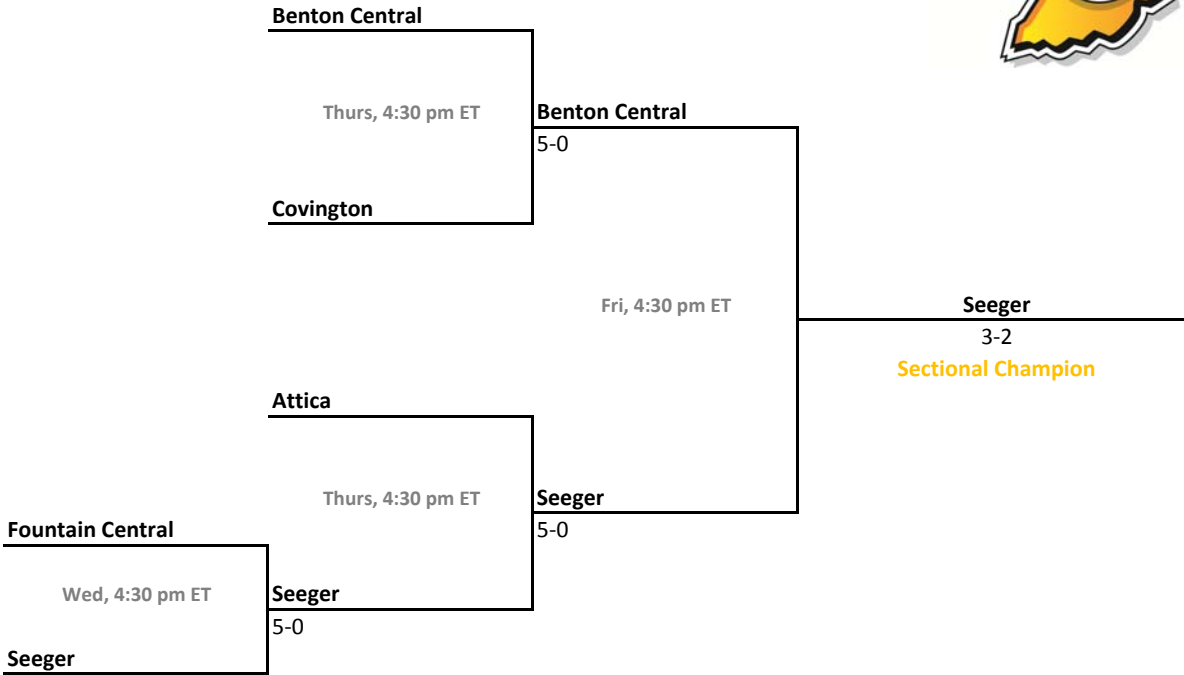 Benton Central
Thurs, 4:30 pm ET
Benton Central
5-0
Covington
Fri, 4:30 pm ET
Seeger
3-2
Sectional Champion
Attica
Thurs, 4:30 pm ET
Seeger
5-0
Fountain Central
Wed, 4:30 pm ET
Seeger
5-0
Seeger